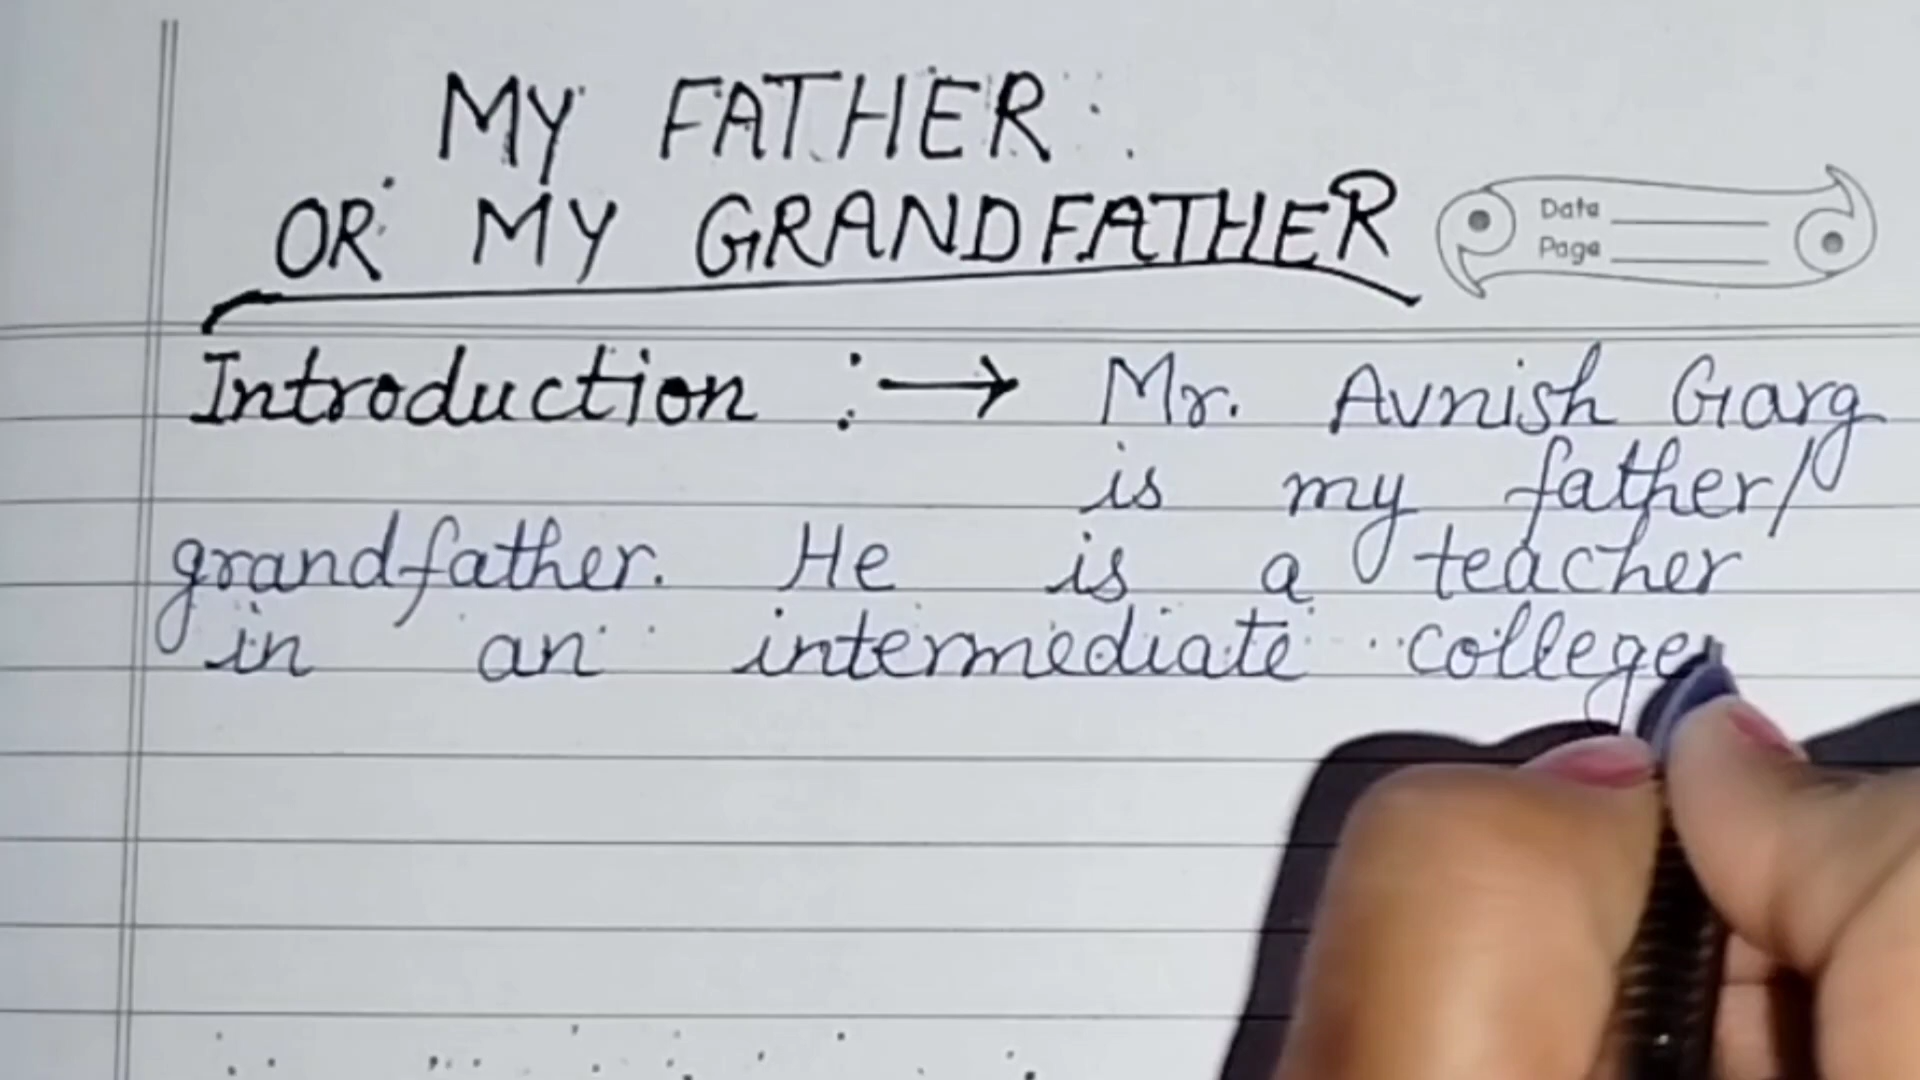 MY FATHER
OR MY GRANDFATHER
Date
Page
Introduction :→ Mr. Avnish Garg
is my father/
grandfather. He is a teacher
in an intermediate college